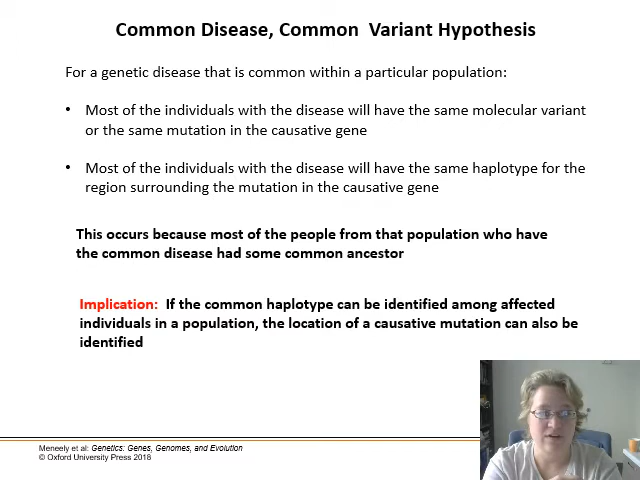 Common Disease, Common Variant Hypothesis
For a genetic disease that is common within a particular population:
• Most of the individuals with the disease will have the same molecular variant
or the same mutation in the causative gene
• Most of the individuals with the disease will have the same haplotype for the
region surrounding the mutation in the causative gene
This occurs because most of the people from that population who have
the common disease had some common ancestor
Implication: If the common haplotype can be identified among affected
individuals in a population, the location of a causative mutation can also be
identified
Meneely et al: Genetics: Genes, Genomes, and Evolution
© Oxford University Press 2018